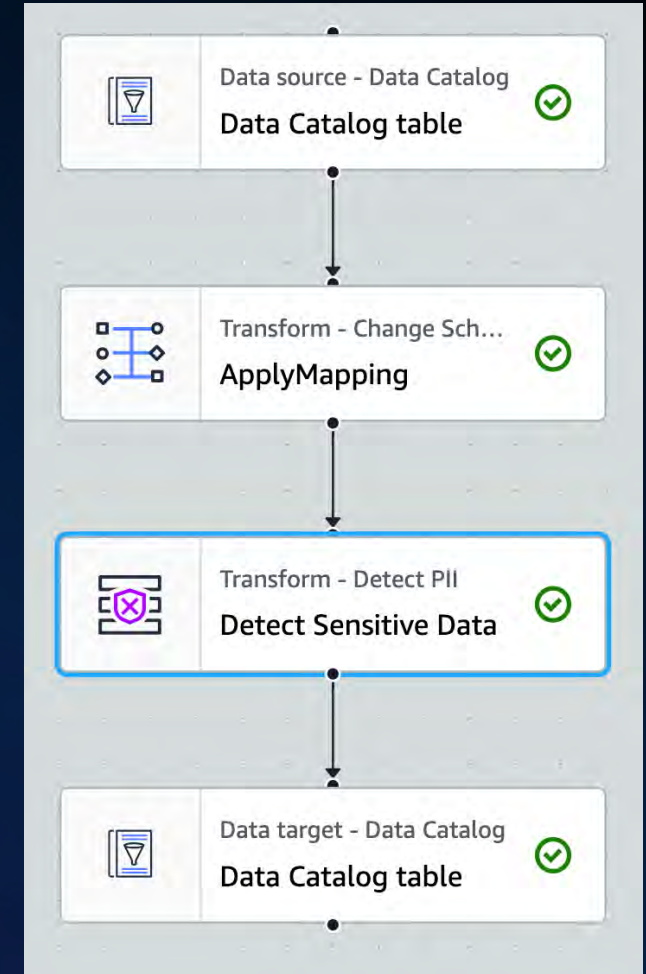 Data source - Data Catalog
Data Catalog table
Transform - Change Sch...
ApplyMapping
Transform - Detect PII
Detect Sensitive Data
Data target - Data Catalog
Data Catalog table